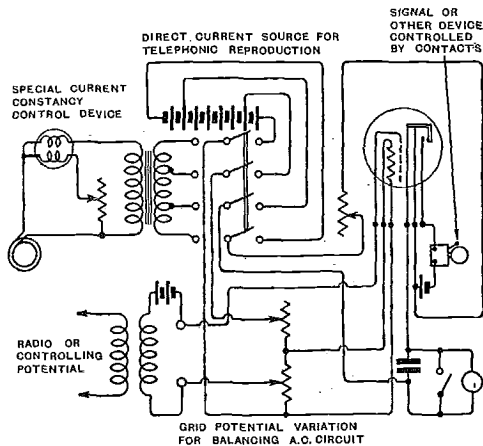 SIGNAL OR
OTHER DEVICE
CONTROLLED
BY CONTACTS
DIRECT CURRENT SOURCE FOR
TELEPHONIC REPRODUCTION
SPECIAL CURRENT
CONSTANCY
CONTROL DEVICE
RADIO OR
CONTROLLING
POTENTIAL
GRID POTENTIAL VARIATION
FOR BALANCING A.C. CIRCUIT